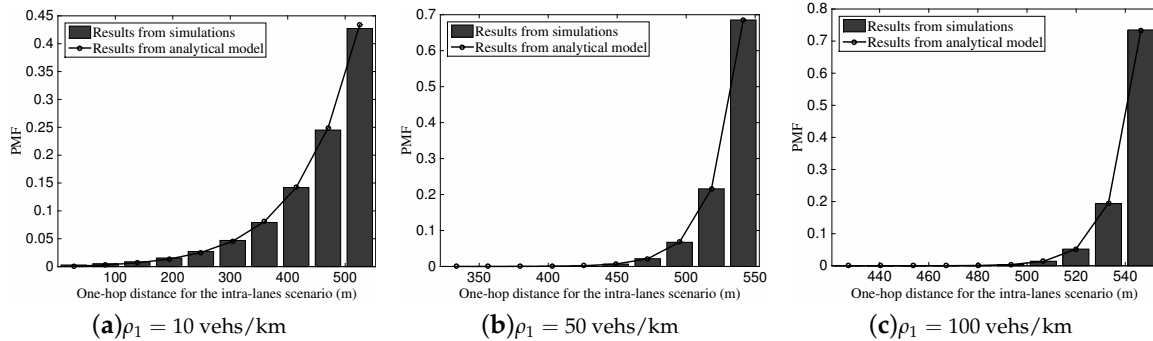 0.45
0.4
0.35
0.3
0.25
0.2
0.15
0.1
0.05
0
PMF
Results from simulations
Results from analytical model
100 200 300 400 500
One-hop distance for the intra-lanes scenario (m)
(a)ρ₁ = 10 vehs/km
0.7
0.6
0.5
0.4
0.3
0.2
0.1
0
PMF
Results from simulations
Results from analytical model
350 400 450 500 550
One-hop distance for the intra-lanes scenario (m)
(b)ρ₁ = 50 vehs/km
0.8
0.7
0.6
0.5
0.4
0.3
0.2
0.1
0
PMF
Results from simulations
Results from analytical model
440 460 480 500 520 540
One-hop distance for the intra-lanes scenario (m)
(c)ρ₁ = 100 vehs/km